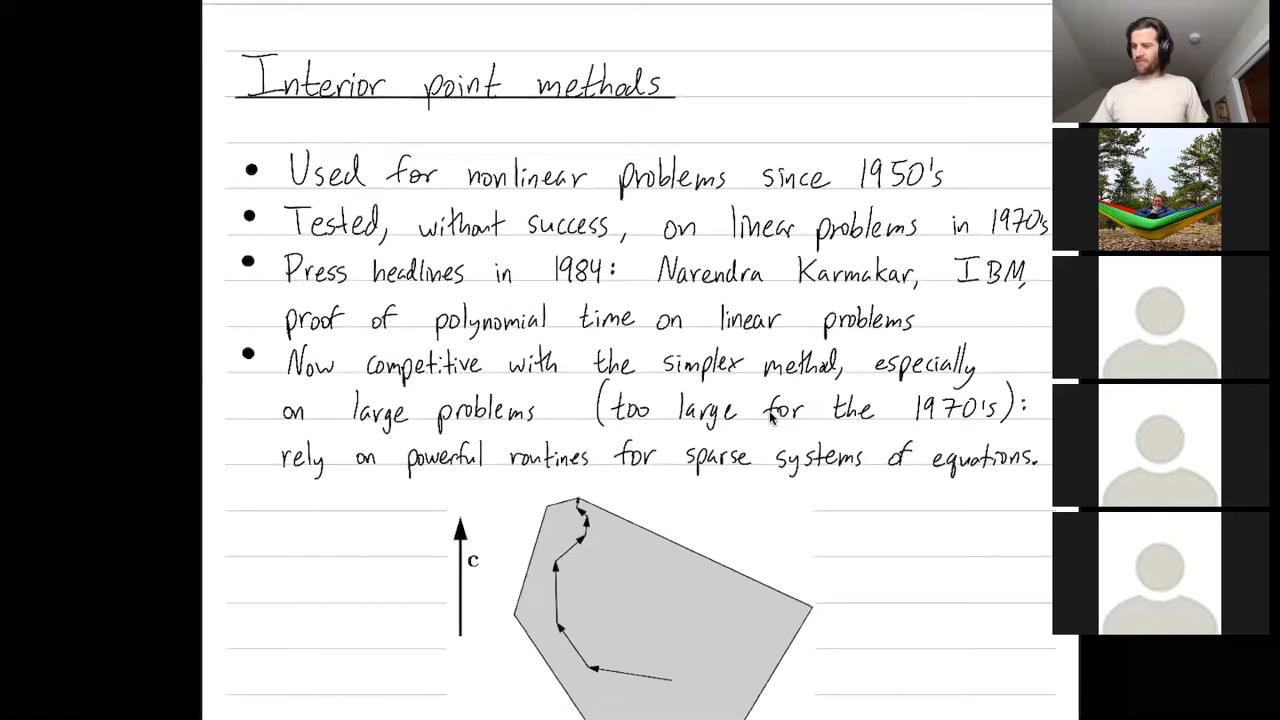 Interior point methods
• Used for nonlinear problems since 1950's
• Tested, without success, on linear problems in 1970's
• Press headlines in 1984: Narendra Karmakar, IBM,
proof of polynomial time on linear problems
• Now competitive with the simplex method, especially
on large problems (too large for the 1970's):
rely on powerful routines for sparse systems of equations.
c